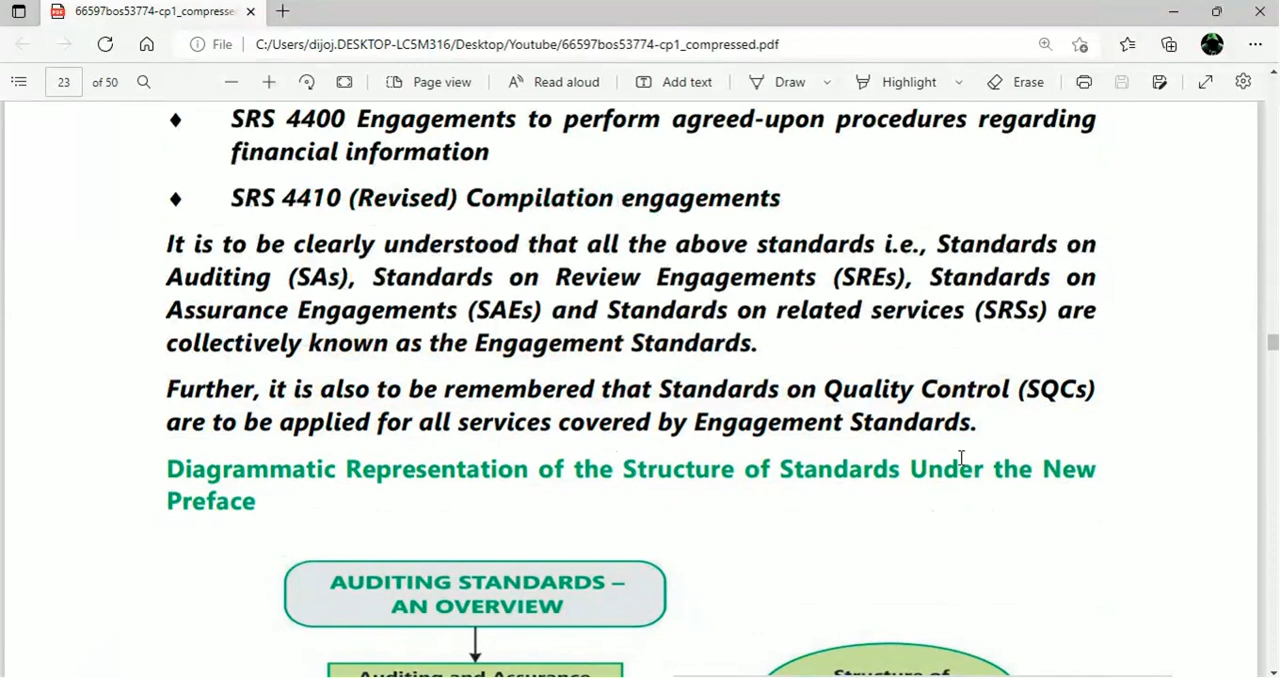 66597bos53774-cp1_compresse
File
C:/Users/dijoj.DESKTOP-LC5M316/Desktop/Youtube/66597bos53774-cp1_compressed.pdf
23 of 50
Page view
Read aloud
Add text
Draw
Highlight
Erase
♦ SRS 4400 Engagements to perform agreed-upon procedures regarding
financial information
♦ SRS 4410 (Revised) Compilation engagements
It is to be clearly understood that all the above standards i.e., Standards on
Auditing (SAs), Standards on Review Engagements (SREs), Standards on
Assurance Engagements (SAEs) and Standards on related services (SRSs) are
collectively known as the Engagement Standards.
Further, it is also to be remembered that Standards on Quality Control (SQCs)
are to be applied for all services covered by Engagement Standards.
Diagrammatic Representation of the Structure of Standards Under the New
Preface
AUDITING STANDARDS –
AN OVERVIEW
Auditing and Assurance
Structure of